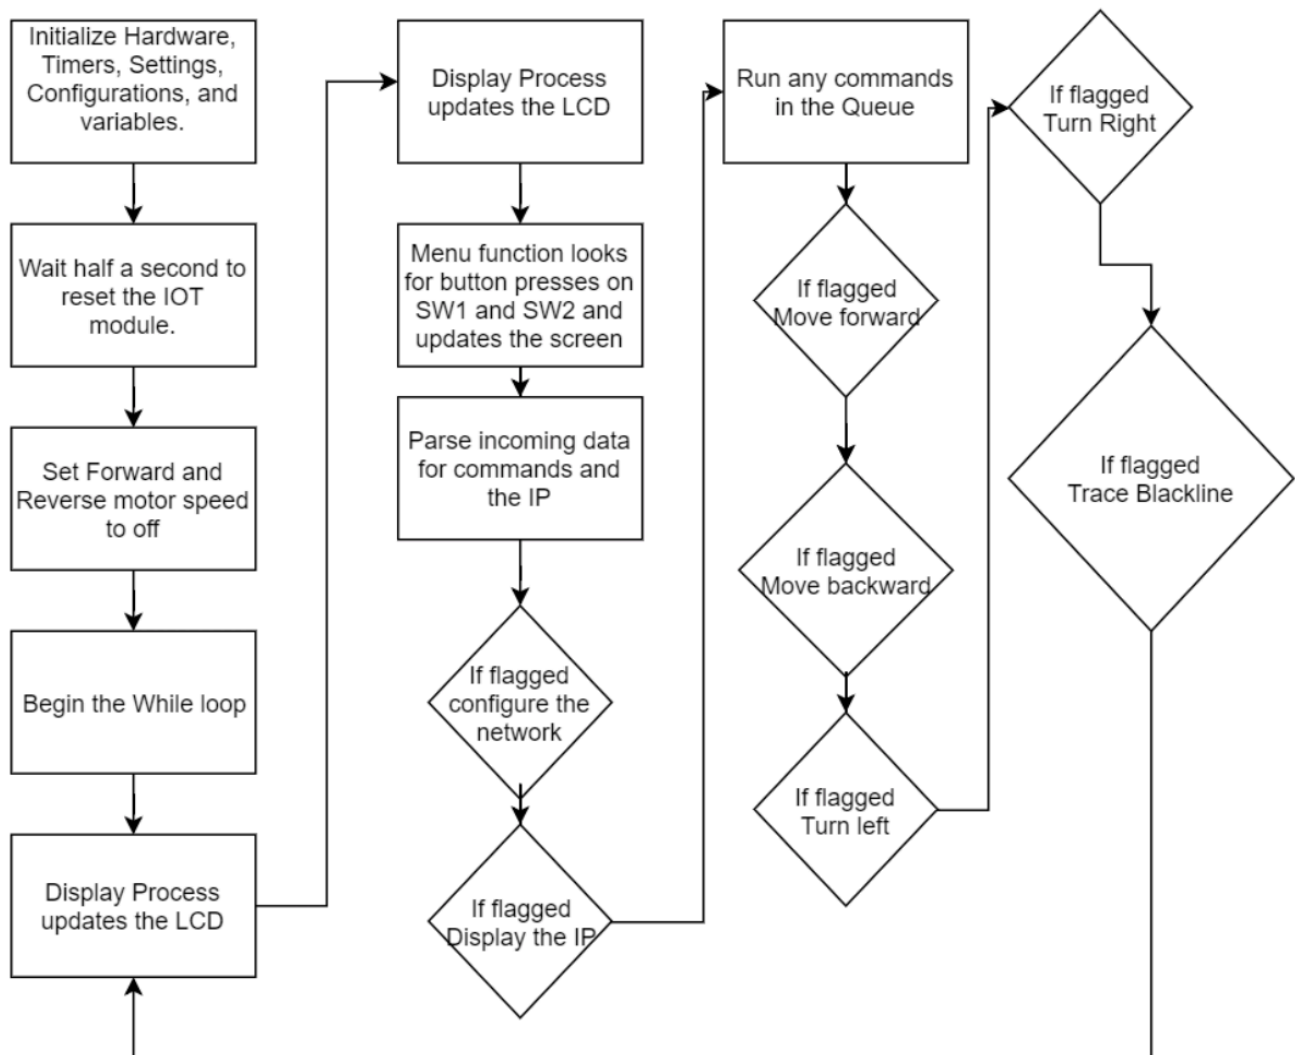 Initialize Hardware,
Timers, Settings,
Configurations, and
variables.
Wait half a second to
reset the IOT
module.
Set Forward and
Reverse motor speed
to off
Begin the While loop
Display Process
updates the LCD
Display Process
updates the LCD
Menu function looks
for button presses on
SW1 and SW2 and
updates the screen
Parse incoming data
for commands and
the IP
If flagged
configure the
network
If flagged
Display the IP
Run any commands
in the Queue
If flagged
Move forward
If flagged
Move backward
If flagged
Turn left
If flagged
Turn Right
If flagged
Trace Blackline